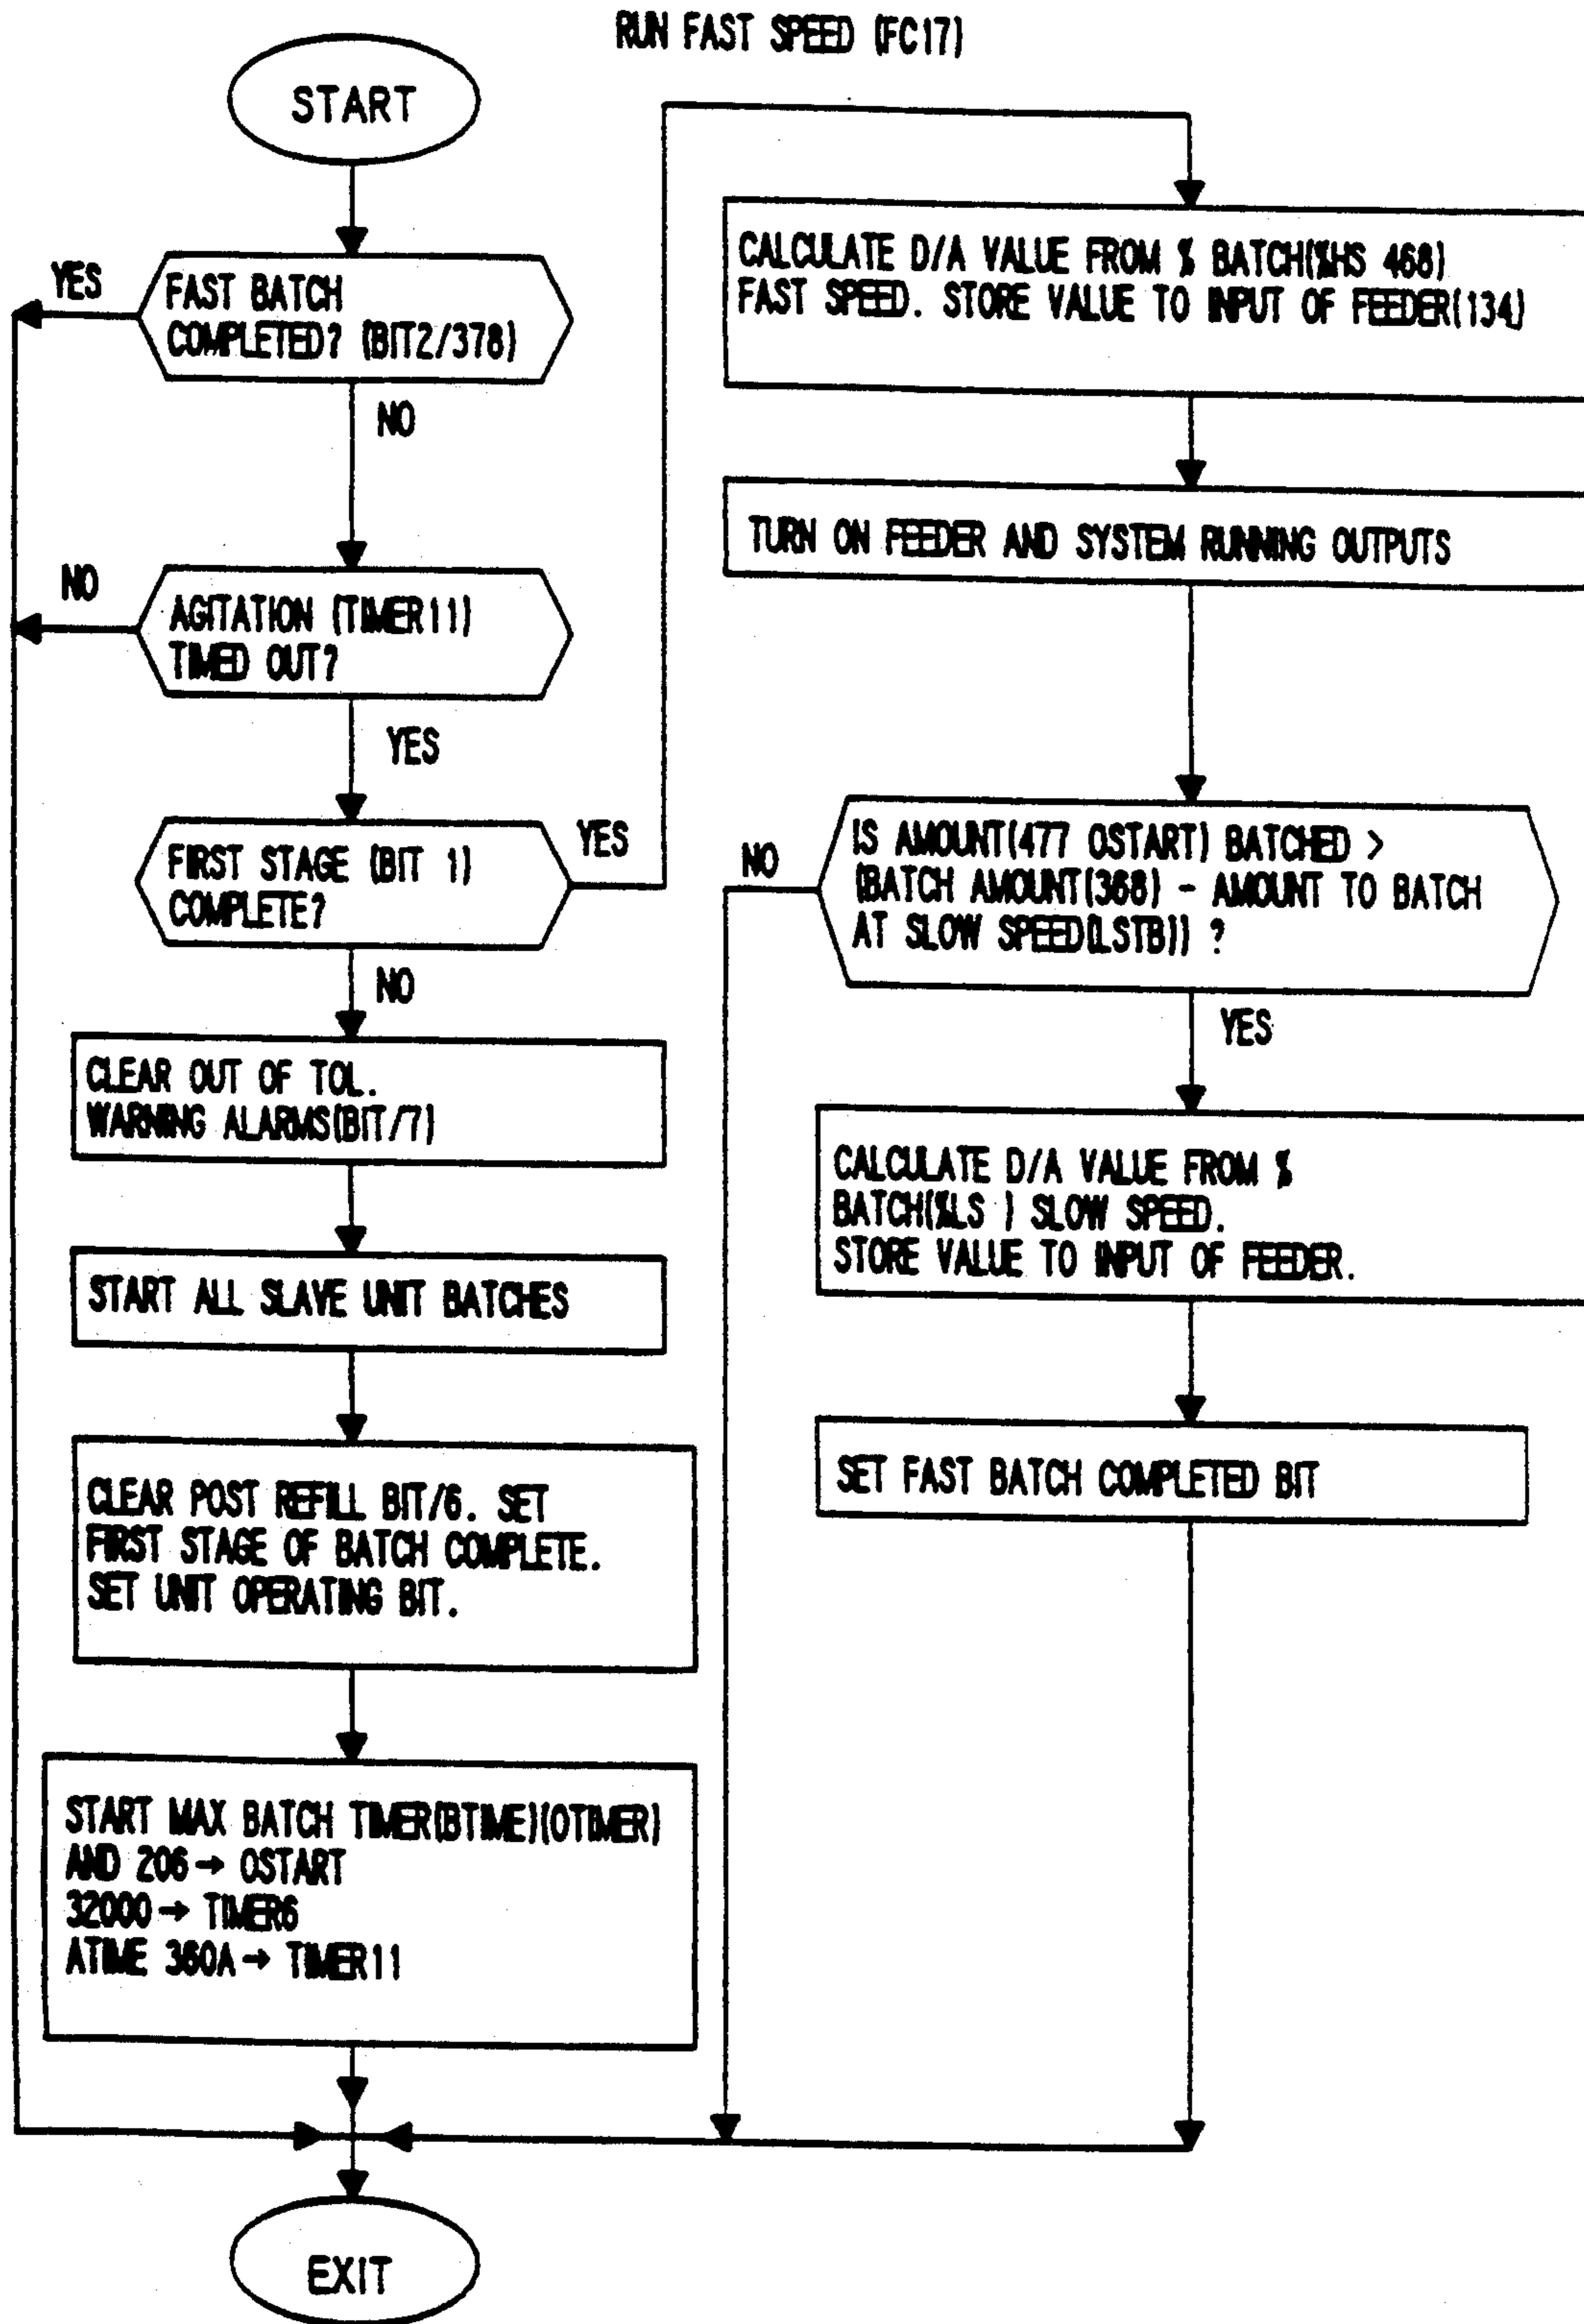 RUN FAST SPEED (FC17)
START
YES
FAST BATCH
COMPLETED? (BIT2/378)
NO
NO
AGITATION (TIMER11)
TIMED OUT?
YES
FIRST STAGE (BIT 1)
COMPLETE?
YES
NO
CLEAR OUT OF TOL.
WARNING ALARMS(BIT/7)
START ALL SLAVE UNIT BATCHES
CLEAR POST REFILL BIT/6. SET
FIRST STAGE OF BATCH COMPLETE.
SET UNIT OPERATING BIT.
START MAX BATCH TIMER(BTIME)(OTIMER)
AND 206→ OSTART
32000→ TIMER6
ATIME 360A→ TIMER11
EXIT
CALCULATE D/A VALUE FROM % BATCH(%HS 468)
FAST SPEED. STORE VALUE TO INPUT OF FEEDER(134)
TURN ON FEEDER AND SYSTEM RUNNING OUTPUTS
NO
IS AMOUNT(477 OSTART) BATCHED >
(BATCH AMOUNT(368) - AMOUNT TO BATCH
AT SLOW SPEED(LSTB)) ?
YES
CALCULATE D/A VALUE FROM %
BATCH(%LS ) SLOW SPEED.
STORE VALUE TO INPUT OF FEEDER.
SET FAST BATCH COMPLETED BIT